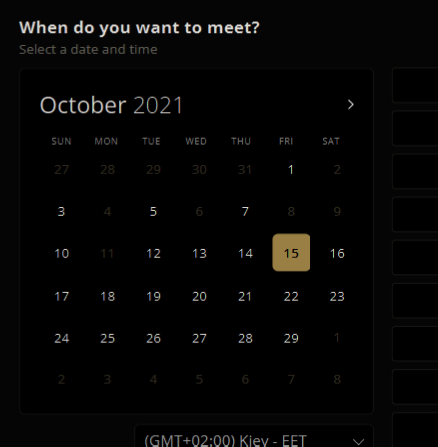 When do you want to meet?
Select a date and time
October 2021
SUN MON TUE WED THU FRI SAT
27 28 29 30 31 1 2
3 4 5 6 7 8 9
10 11 12 13 14 15 16
17 18 19 20 21 22 23
24 25 26 27 28 29 1
2 3 4 5 6 7 8
(GMT+02:00) Kiev - EET